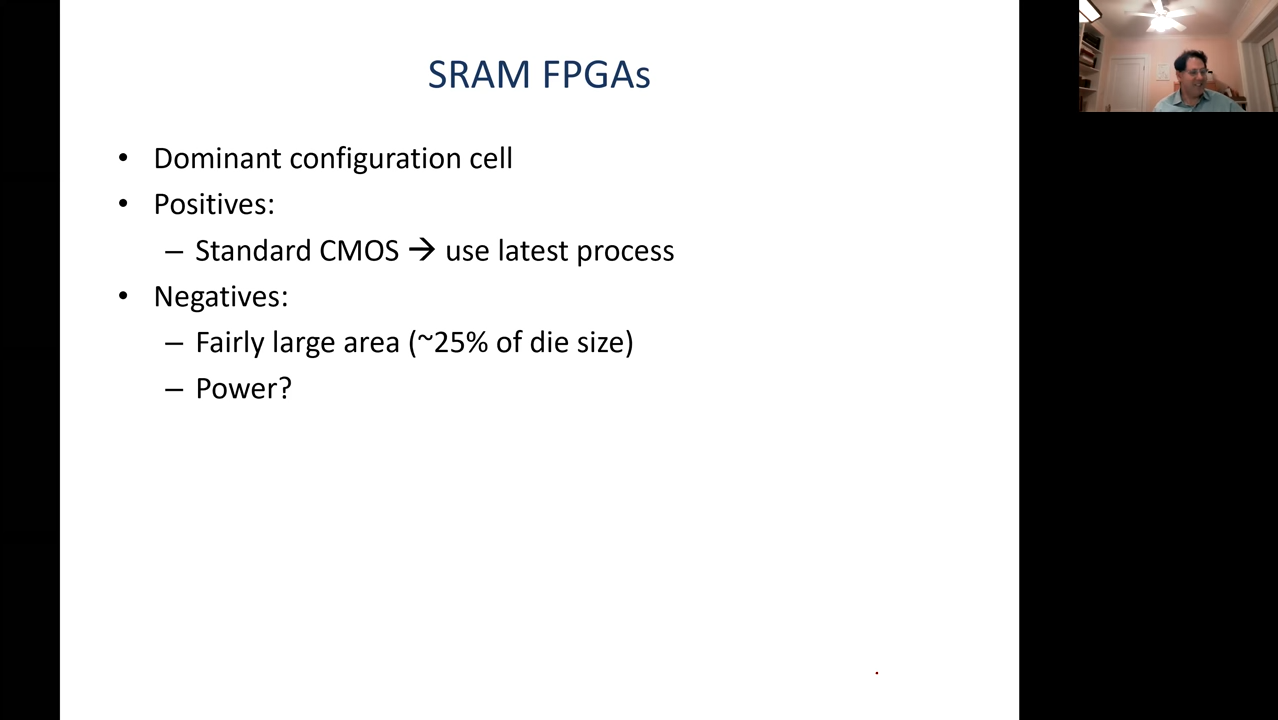 SRAM FPGAs
• Dominant configuration cell
• Positives:
– Standard CMOS → use latest process
• Negatives:
– Fairly large area (~25% of die size)
– Power?